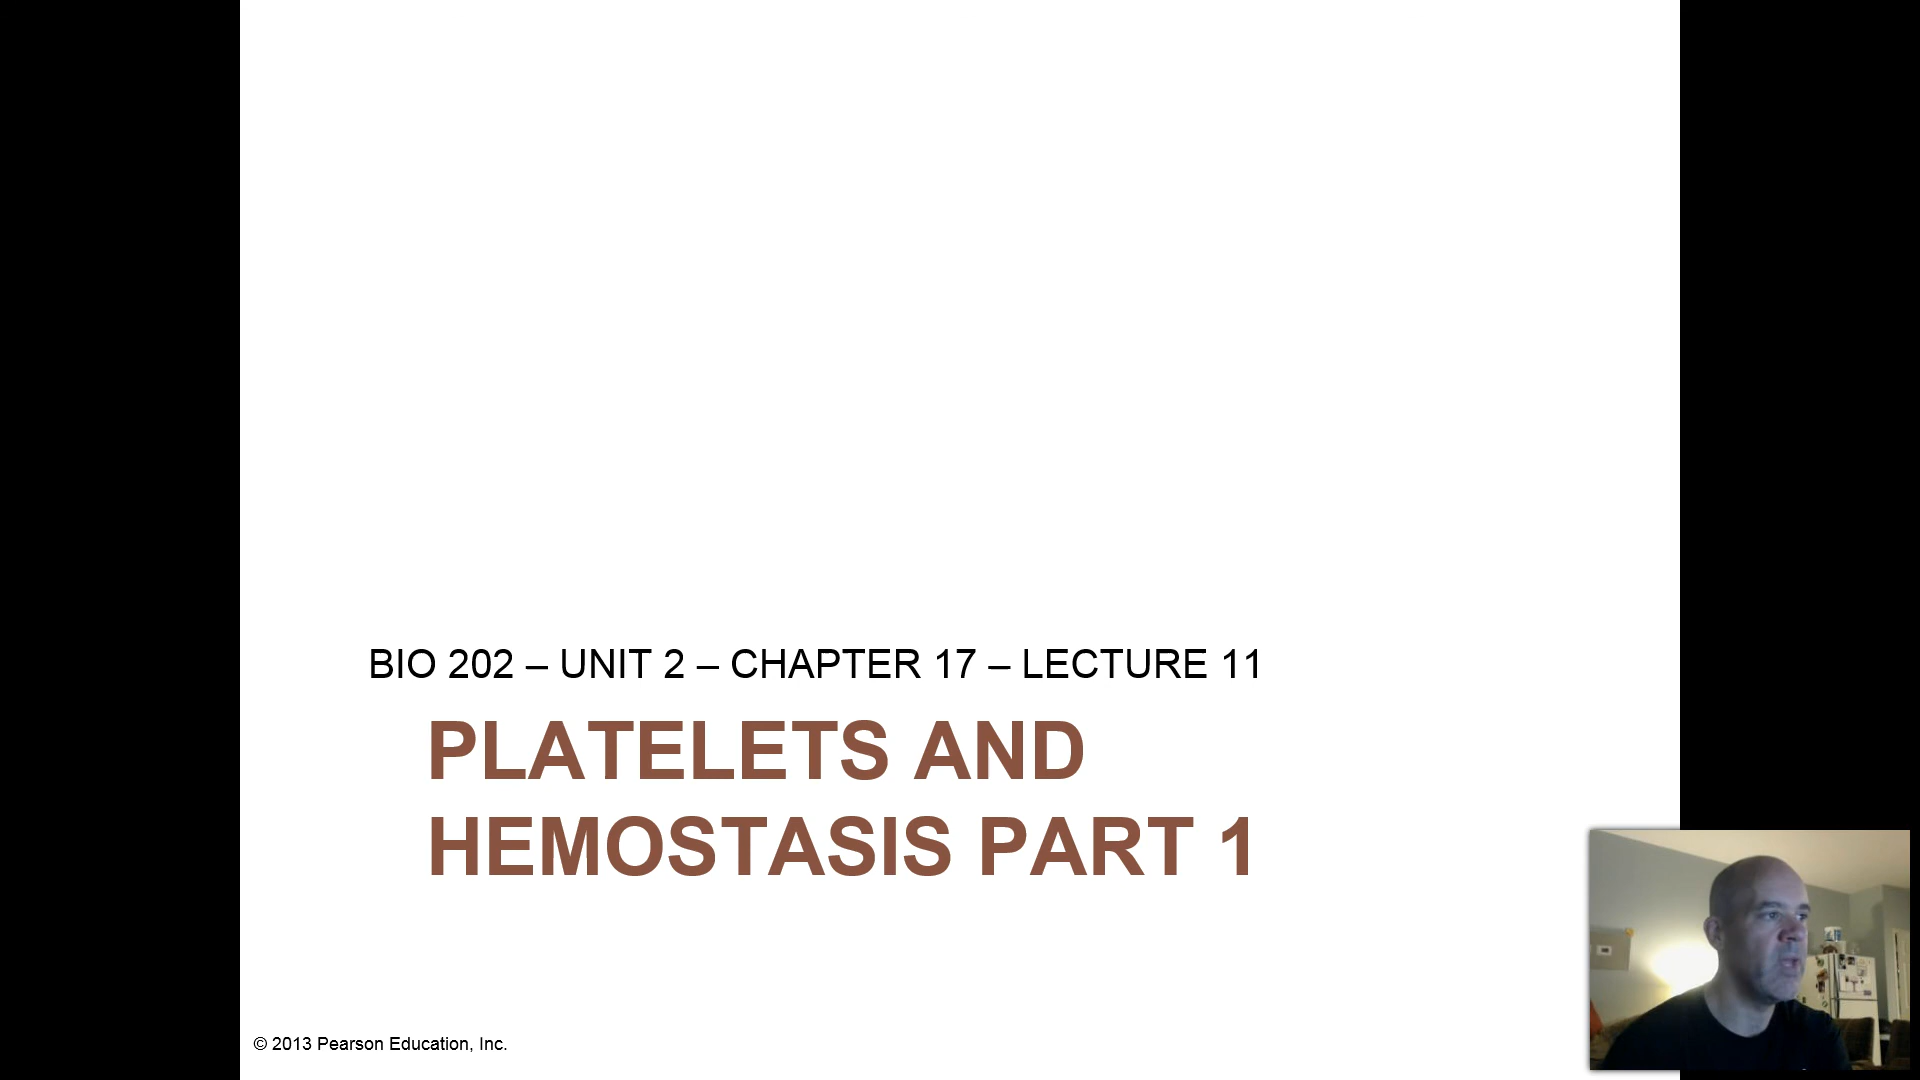 BIO 202 – UNIT 2 – CHAPTER 17 – LECTURE 11
PLATELETS AND
HEMOSTASIS PART 1
© 2013 Pearson Education, Inc.